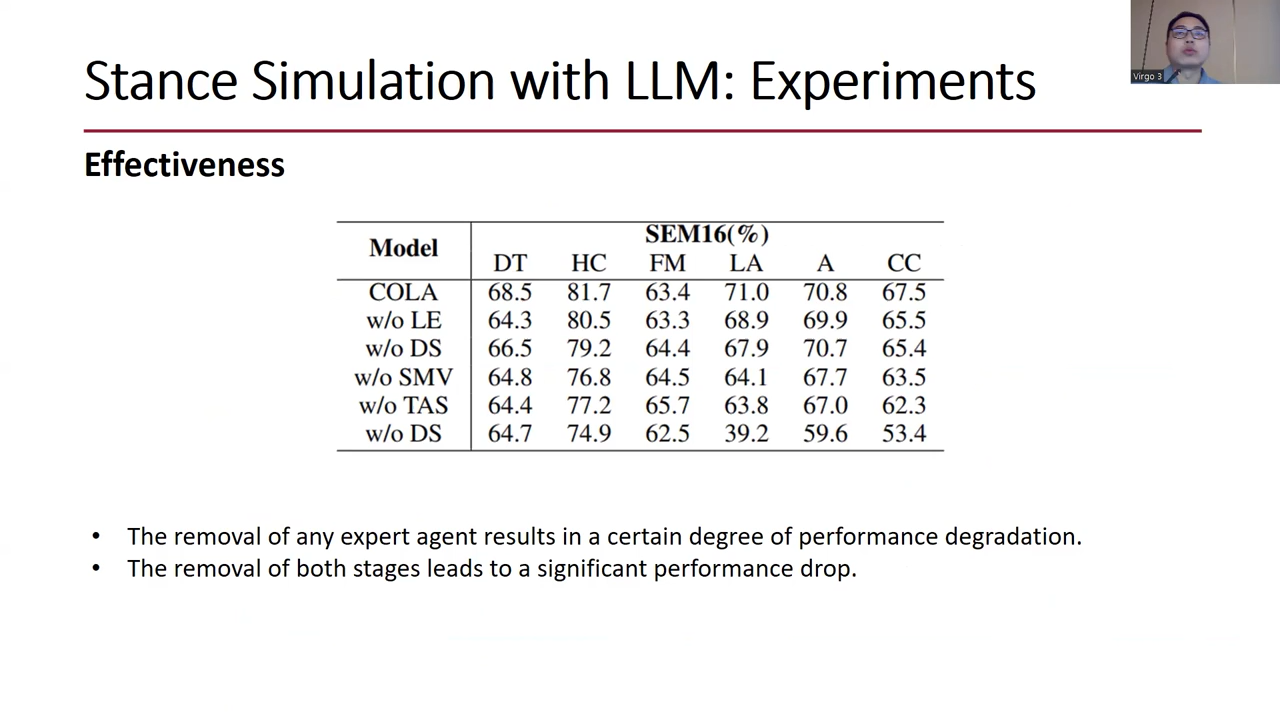 Stance Simulation with LLM: Experiments
Virgo 3
Effectiveness
Model SEM16(%)
DT HC FM LA A CC
COLA 68.5 81.7 63.4 71.0 70.8 67.5
w/o LE 64.3 80.5 63.3 68.9 69.9 65.5
w/o DS 66.5 79.2 64.4 67.9 70.7 65.4
w/o SMV 64.8 76.8 64.5 64.1 67.7 63.5
w/o TAS 64.4 77.2 65.7 63.8 67.0 62.3
w/o DS 64.7 74.9 62.5 39.2 59.6 53.4
• The removal of any expert agent results in a certain degree of performance degradation.
• The removal of both stages leads to a significant performance drop.